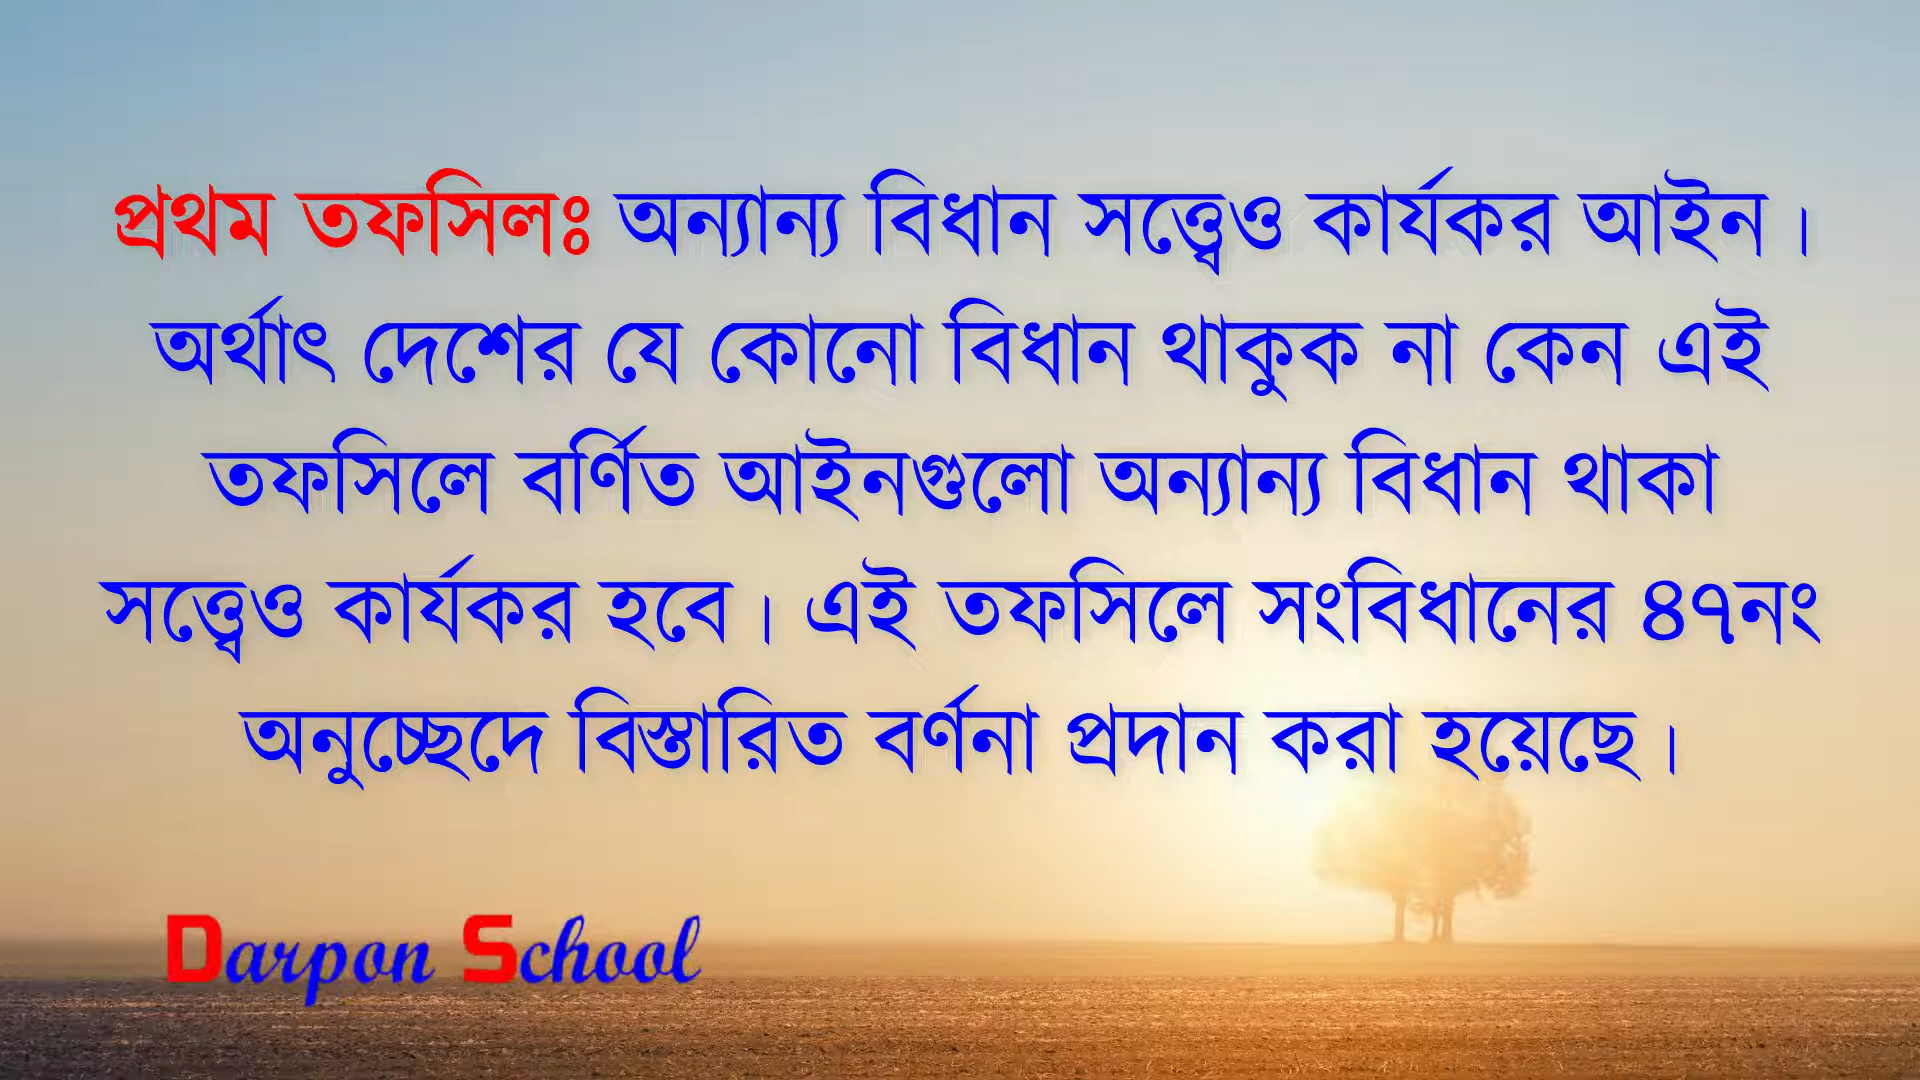 প্রথম তফসিলঃ অন্যান্য বিধান সত্ত্বেও কার্যকর আইন।
অর্থাৎ দেশের যে কোনো বিধান থাকুক না কেন এই
তফসিলে বর্ণিত আইনগুলো অন্যান্য বিধান থাকা
সত্ত্বেও কার্যকর হবে। এই তফসিলে সংবিধানের ৪৭নং
অনুচ্ছেদে বিস্তারিত বর্ণনা প্রদান করা হয়েছে।
Darpon School